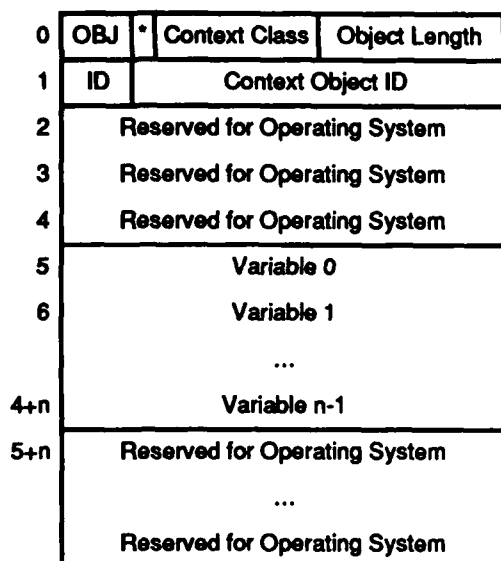 0 OBJ * Context Class Object Length
1 ID Context Object ID
2 Reserved for Operating System
3 Reserved for Operating System
4 Reserved for Operating System
5 Variable 0
6 Variable 1
...
4+n Variable n-1
5+n Reserved for Operating System
...
Reserved for Operating System